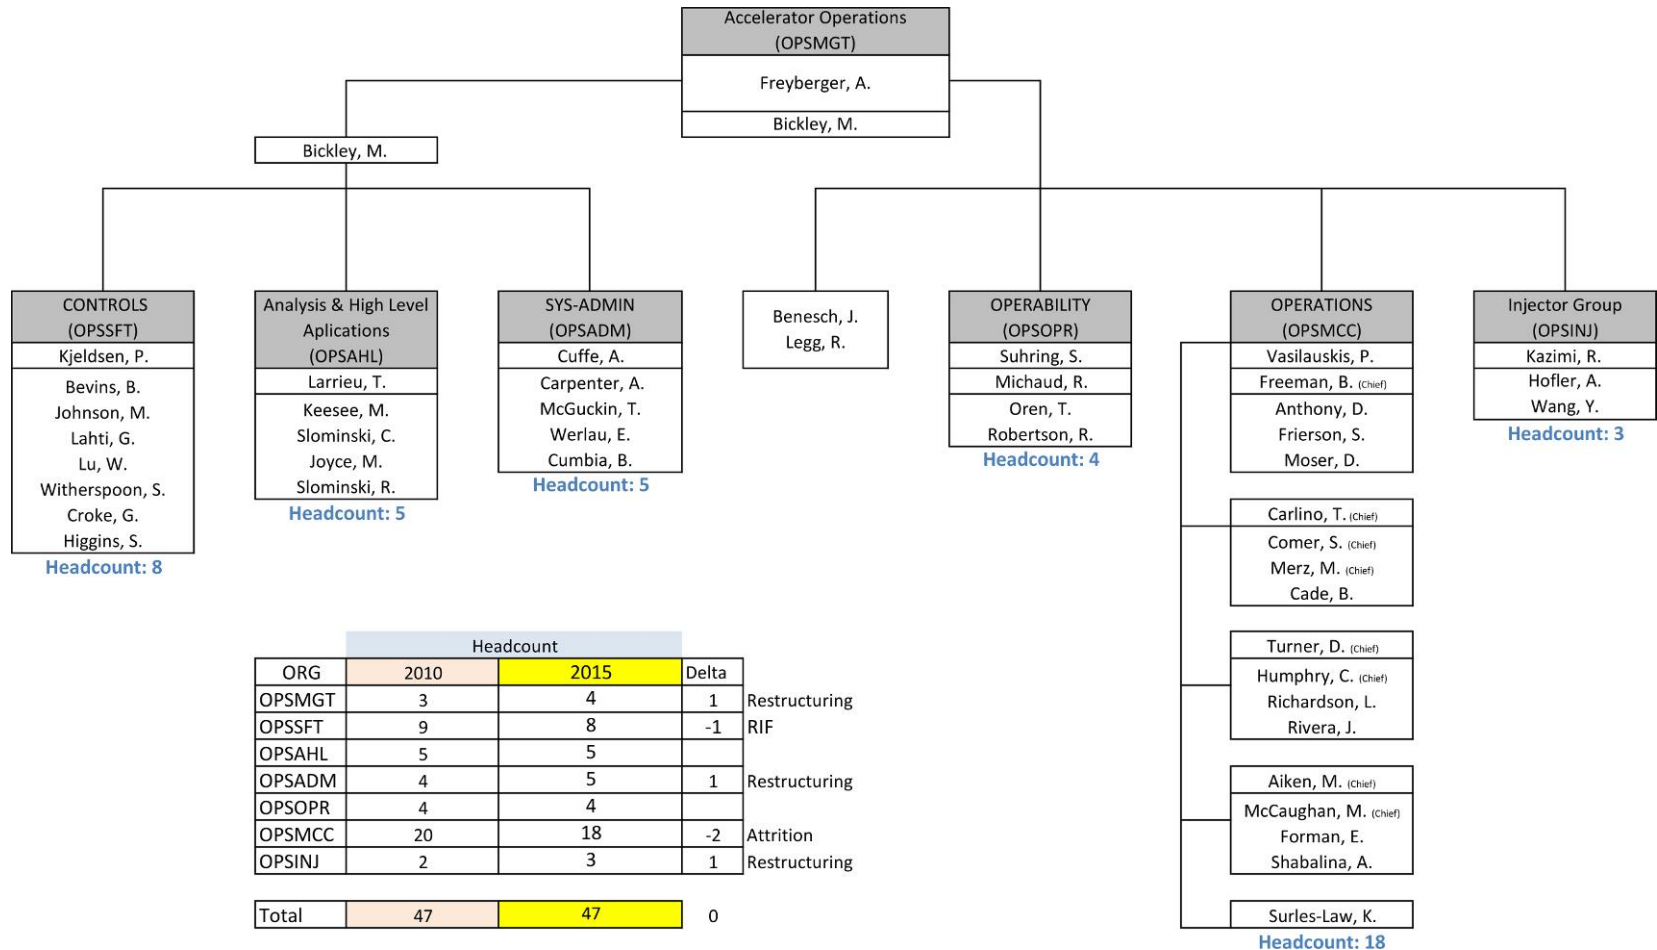 Accelerator Operations
(OPSMGT)
Freyberger, A.
Bickley, M.
Bickley, M.
CONTROLS
(OPSSFT)
Kjeldsen, P.
Bevins, B.
Johnson, M.
Lahti, G.
Lu, W.
Witherspoon, S.
Croke, G.
Higgins, S.
Headcount: 8
Analysis & High Level
Aplications
(OPSAHL)
Larrieu, T.
Keesee, M.
Slominski, C.
Joyce, M.
Slominski, R.
Headcount: 5
SYS-ADMIN
(OPSADM)
Cuffe, A.
Carpenter, A.
McGuckin, T.
Werlau, E.
Cumbia, B.
Headcount: 5
Benesch, J.
Legg, R.
OPERABILITY
(OPSOPR)
Suhring, S.
Michaud, R.
Oren, T.
Robertson, R.
Headcount: 4
OPERATIONS
(OPSMCC)
Vasilauskis, P.
Freeman, B. (Chief)
Anthony, D.
Frierson, S.
Moser, D.
Carlino, T. (Chief)
Comer, S. (Chief)
Merz, M. (Chief)
Cade, B.
Turner, D. (Chief)
Humphry, C. (Chief)
Richardson, L.
Rivera, J.
Aiken, M. (Chief)
McCaughan, M. (Chief)
Forman, E.
Shabalina, A.
Surles-Law, K.
Headcount: 18
Injector Group
(OPSINJ)
Kazimi, R.
Hofler, A.
Wang, Y.
Headcount: 3
Headcount
ORG 2010 2015 Delta
OPSMGT 3 4 1 Restructuring
OPSSFT 9 8 -1 RIF
OPSAHL 5 5
OPSADM 4 5 1 Restructuring
OPSOPR 4 4
OPSMCC 20 18 -2 Attrition
OPSINJ 2 3 1 Restructuring
Total 47 47 0